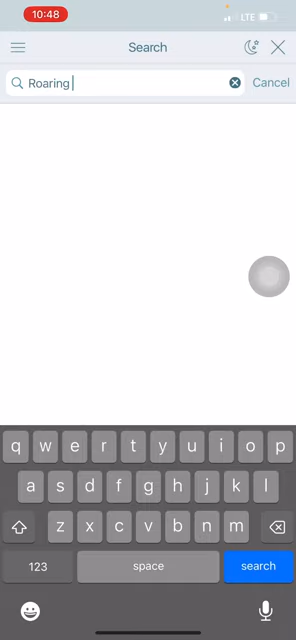 10:48
LTE
Search
Roaring
Cancel
q w e r t y u i o p
a s d f g h j k l
z x c v b n m
123 space search